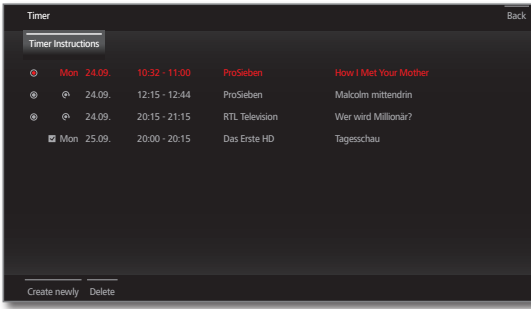 Timer Back
Timer Instructions
Mon 24.09. 10:32 - 11:00 ProSieben How I Met Your Mother
24.09. 12:15 - 12:44 ProSieben Malcolm mittendrin
24.09. 20:15 - 21:15 RTL Television Wer wird Millionär?
Mon 25.09. 20:00 - 20:15 Das Erste HD Tagesschau
Create newly Delete